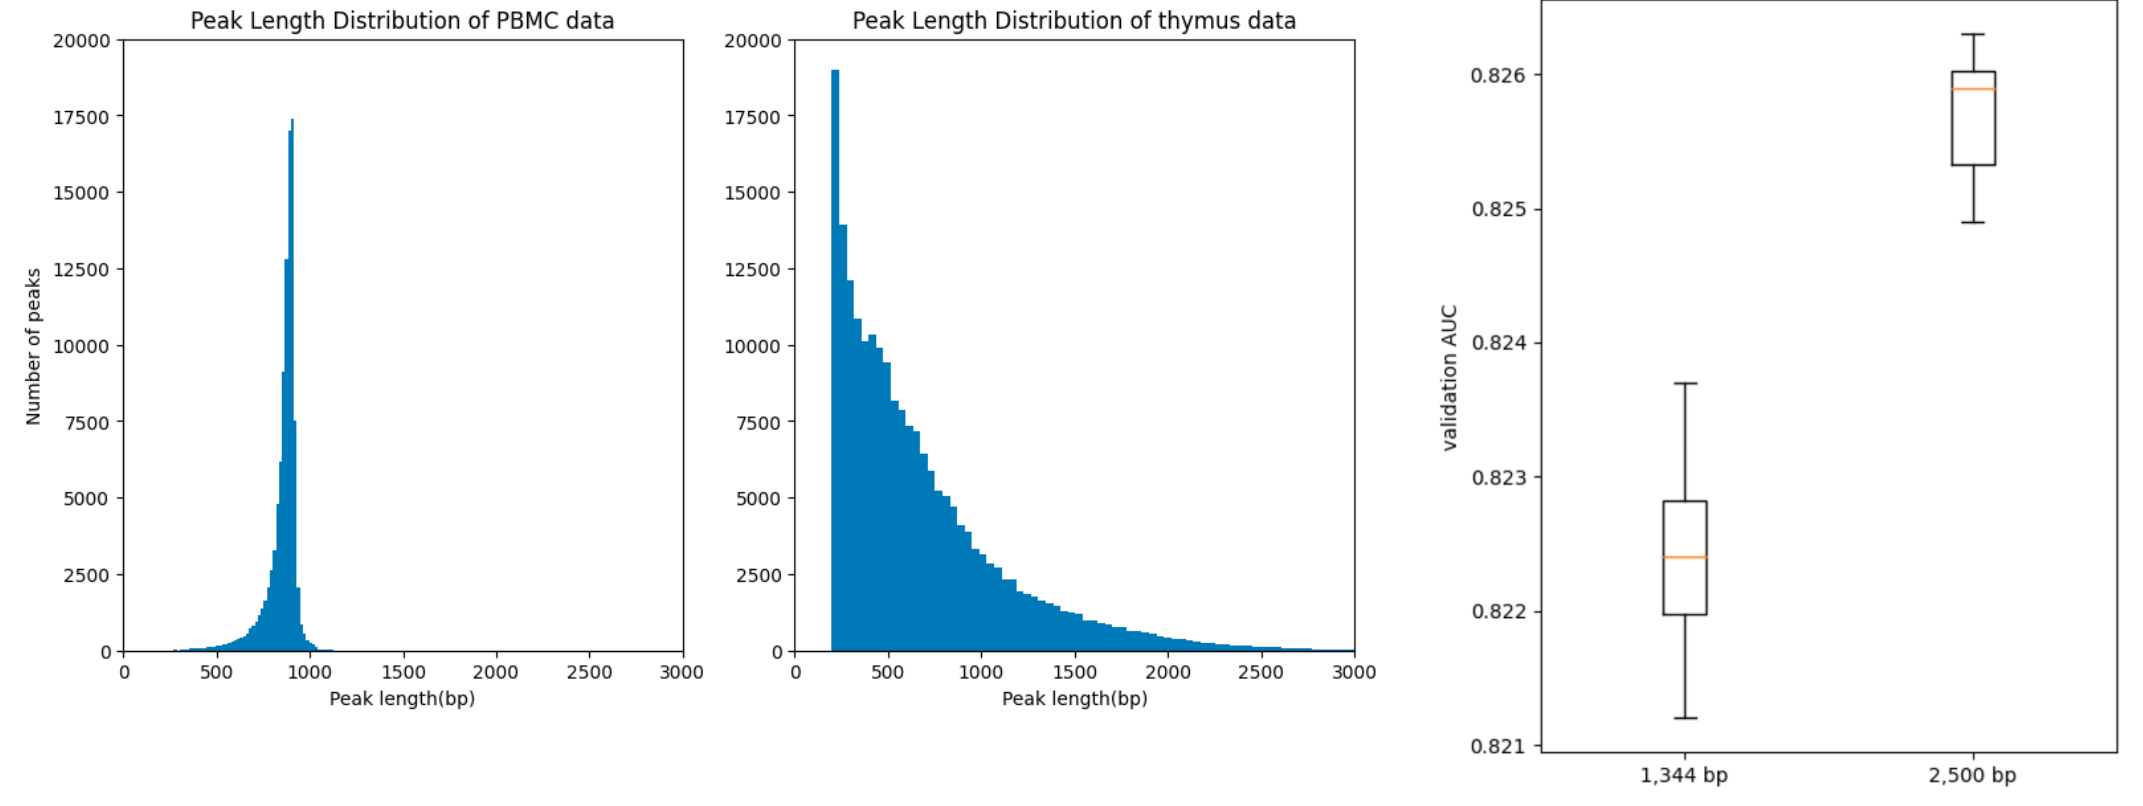 Peak Length Distribution of PBMC data
20000
17500
15000
12500
10000
7500
5000
2500
0
Number of peaks
0 500 1000 1500 2000 2500 3000
Peak length(bp)
Peak Length Distribution of thymus data
20000
17500
15000
12500
10000
7500
5000
2500
0
0 500 1000 1500 2000 2500 3000
Peak length(bp)
0.826
0.825
0.824
0.823
0.822
0.821
validation AUC
1,344 bp 2,500 bp